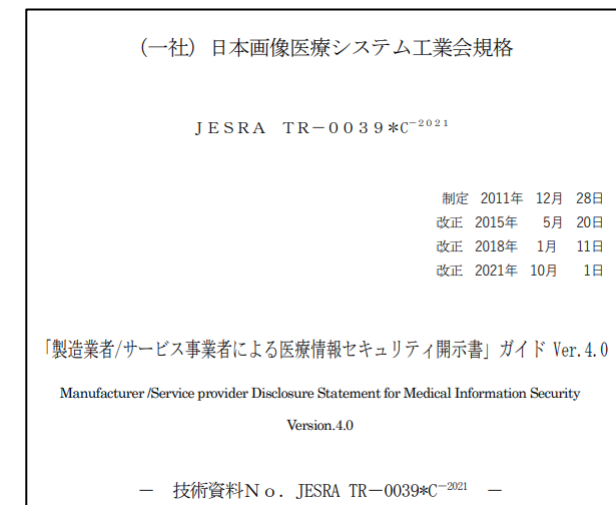 （一社）日本画像医療システム工業会規格
ＪＥＳＲＡ　ＴＲ－００３９*C⁻²⁰²¹
制定 2011年 12月 28日
改正 2015年 5月 20日
改正 2018年 1月 11日
改正 2021年 10月 1日
「製造業者/サービス事業者による医療情報セキュリティ開示書」ガイド Ver.4.0
Manufacturer /Service provider Disclosure Statement for Medical Information Security
Version.4.0
－　技術資料Ｎｏ．JESRA TR－0039*C⁻²⁰²¹　－